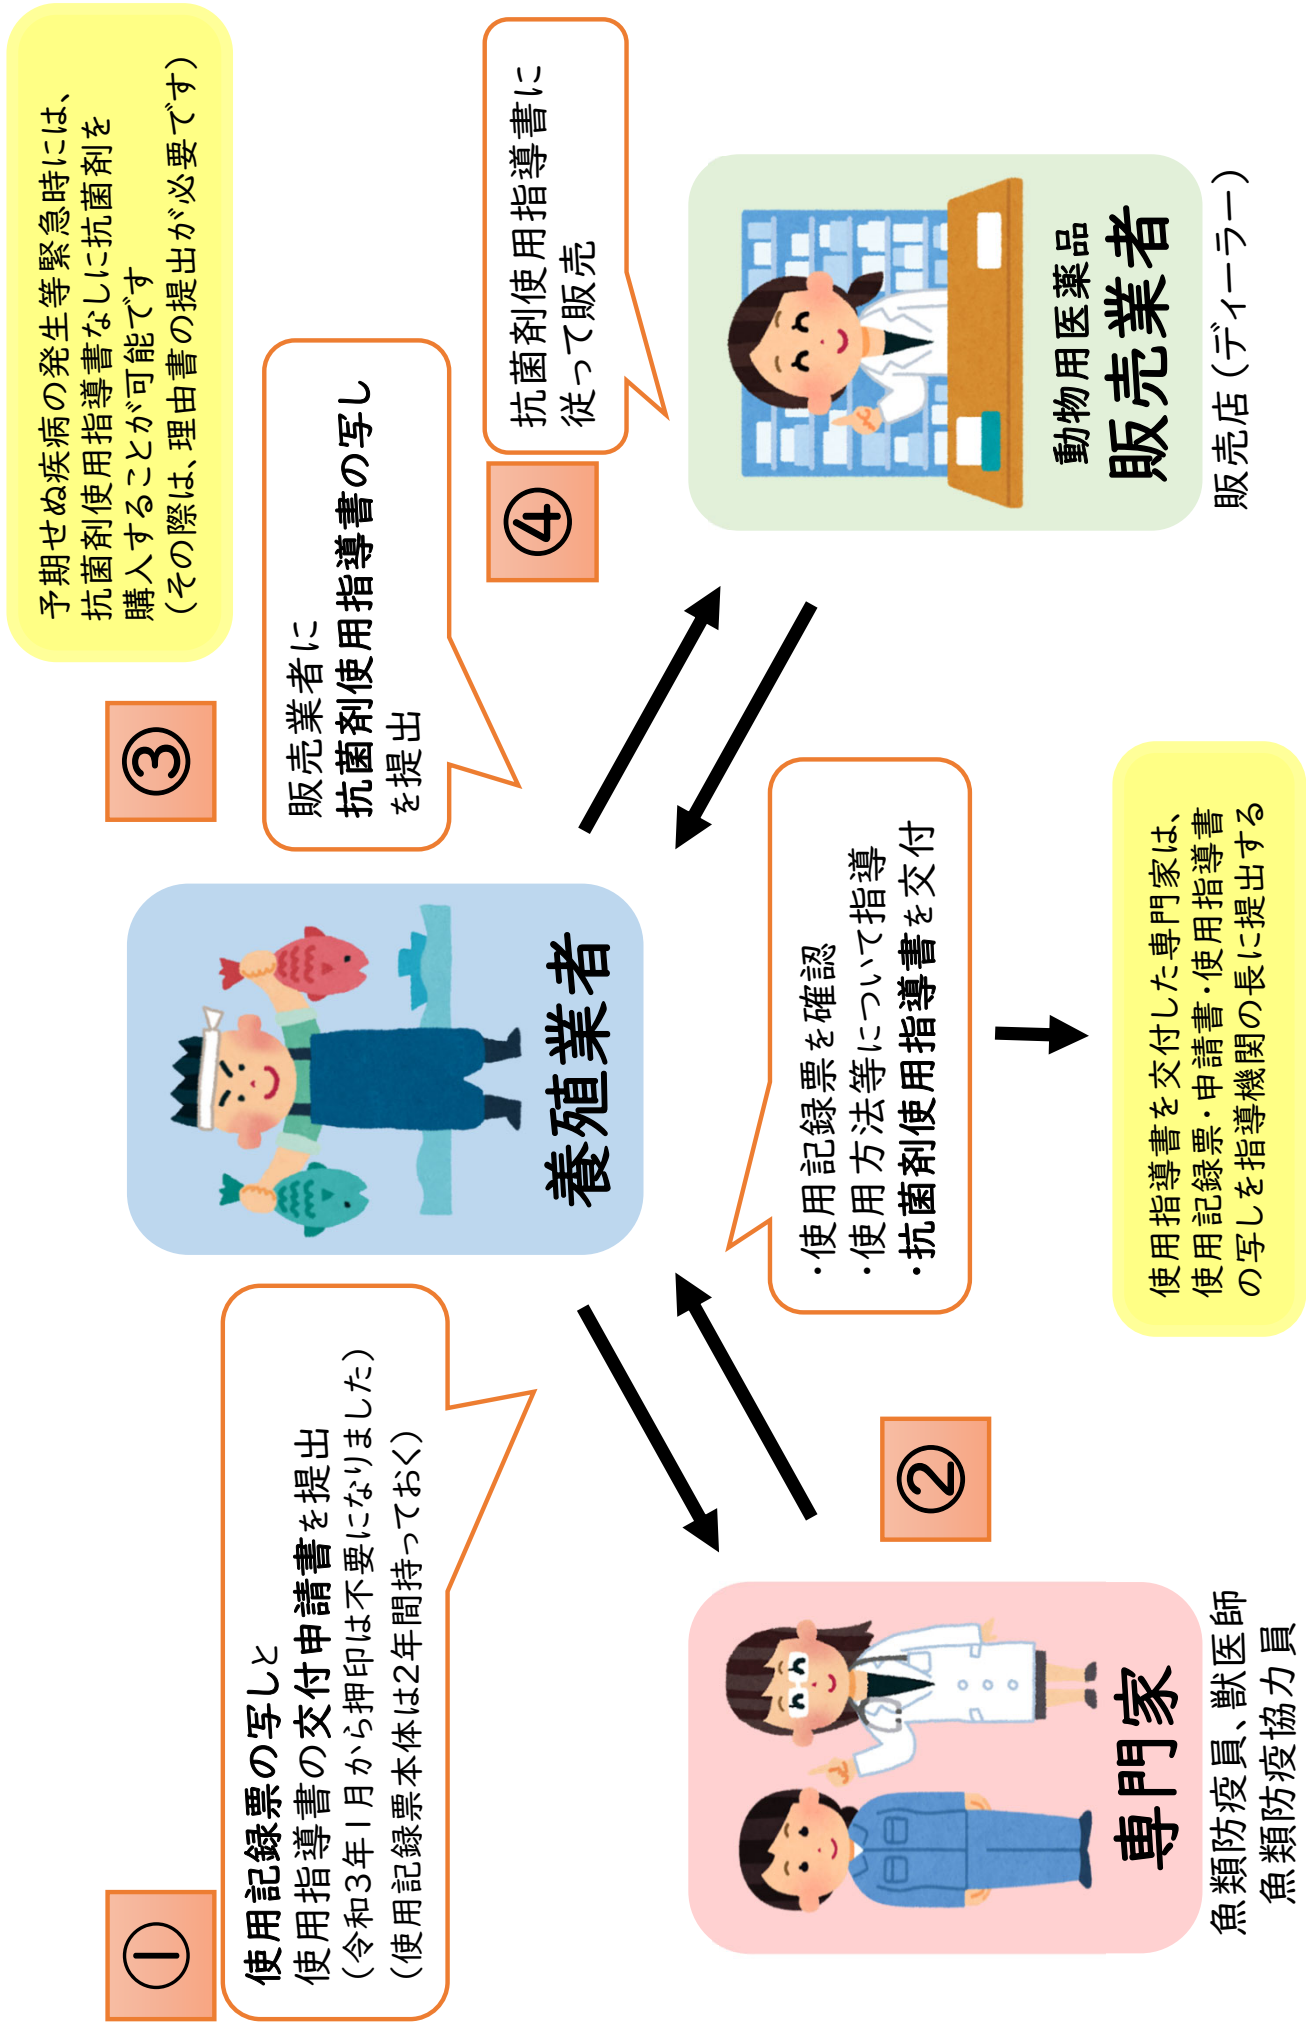 ①
使用記録票の写しと
使用指導書の交付申請書を提出
（令和3年1月から押印は不要になりました）
（使用記録票本体は2年間持っておく）
養殖業者
③
販売業者に
抗菌剤使用指導書の写し
を提出
予期せぬ疾病の発生等緊急時には、
抗菌剤使用指導書なしに抗菌剤を
購入することが可能です
（その際は、理由書の提出が必要です）
④
抗菌剤使用指導書に
従って販売
専門家
魚類防疫員、獣医師
魚類防疫協力員
②
・使用記録票を確認
・使用方法等について指導
・抗菌剤使用指導書を交付
使用指導書を交付した専門家は、
使用記録票・申請書・使用指導書
の写しを指導機関の長に提出する
動物用医薬品
販売業者
販売店（ディーラー）